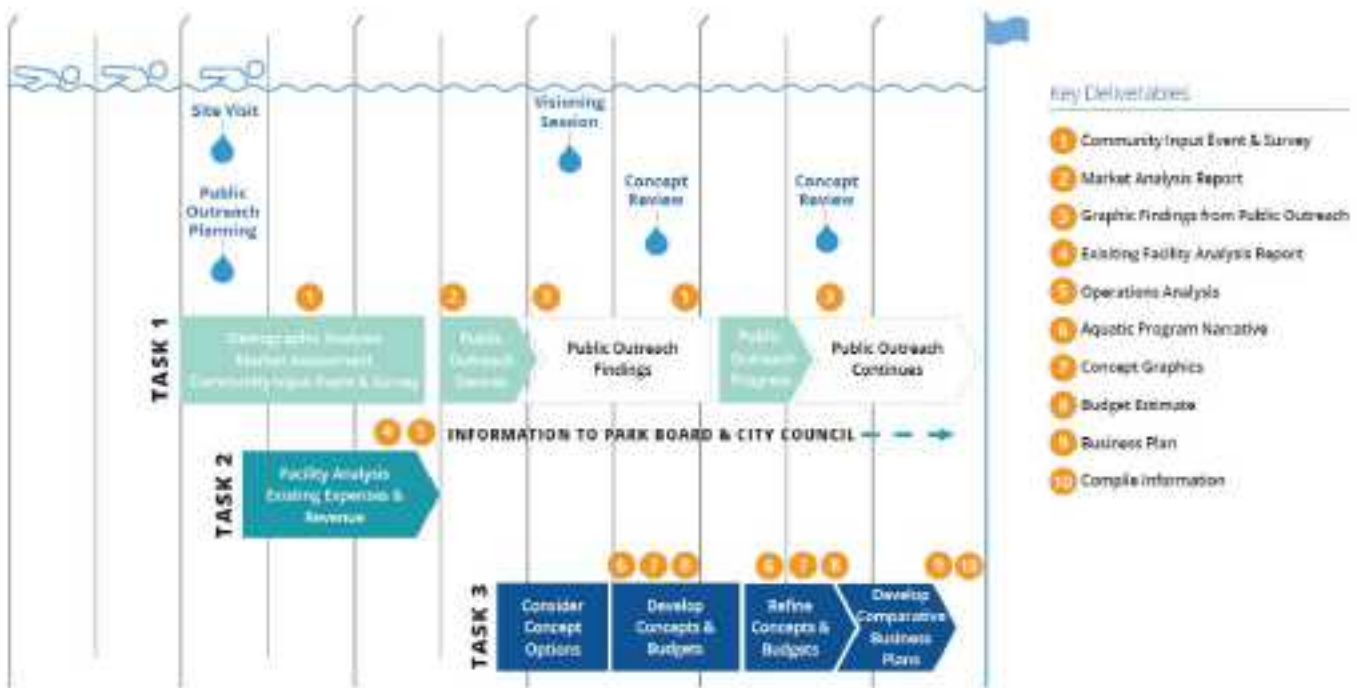 Site Visit
Public
Outreach
Planning
Visioning
Session
Concept
Review
Concept
Review
Key Deliverables
1 Community Input Event & Survey
2 Market Analysis Report
3 Graphic Findings from Public Outreach
4 Exisiting Facility Analysis Report
5 Operations Analysis
6 Aquatic Program Narrative
7 Concept Graphics
8 Budget Estimate
9 Business Plan
10 Compile Information
TASK 1
1
2
3
1
3
Demographic Analysis
Market Assessment
Community Input Event & Survey
Public
Outreach
Public Outreach
Findings
Public
Outreach
Progress
Public Outreach
Continues
4 5 INFORMATION TO PARK BOARD & CITY COUNCIL
TASK 2
Facility Analysis
Existing Expenses &
Revenue
TASK 3
6 7 8
6 7 8
9 10
Consider
Concept
Options
Develop
Concepts &
Budgets
Refine
Concepts &
Budgets
Develop
Comparative
Business
Plans